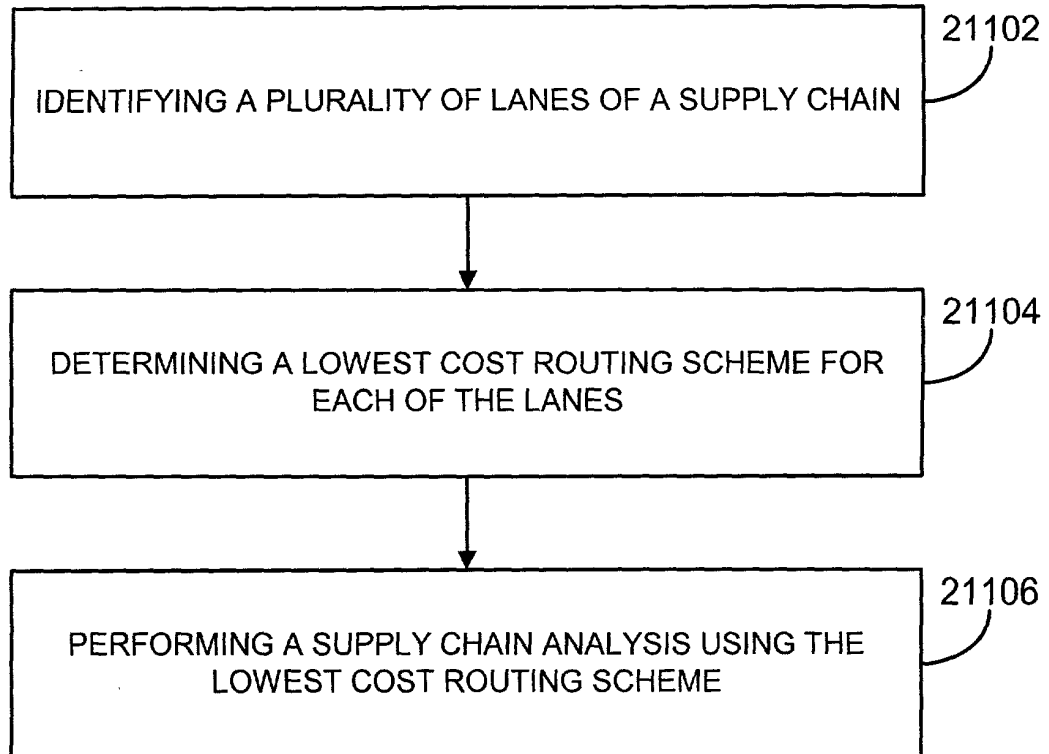 21102
IDENTIFYING A PLURALITY OF LANES OF A SUPPLY CHAIN
21104
DETERMINING A LOWEST COST ROUTING SCHEME FOR
EACH OF THE LANES
21106
PERFORMING A SUPPLY CHAIN ANALYSIS USING THE
LOWEST COST ROUTING SCHEME